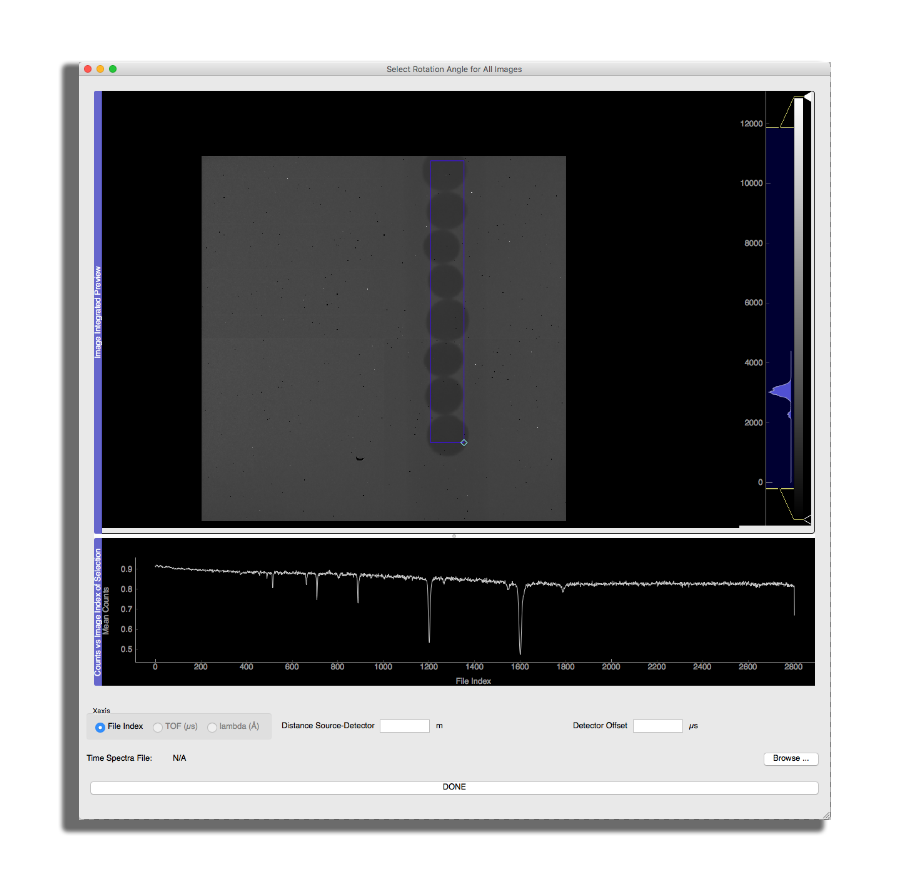 Select Rotation Angle for All Images
Image Integrated Preview
12000
10000
8000
6000
4000
2000
0
Counts vs Image Index of Selection
Mean Counts
0.9
0.8
0.7
0.6
0.5
0 200 400 600 800 1000 1200 1400 1600 1800 2000 2200 2400 2600 2800
File Index
Xaxis
File Index TOF (µs) lambda (Å) Distance Source-Detector m Detector Offset µs
Time Spectra File: N/A Browse ...
DONE